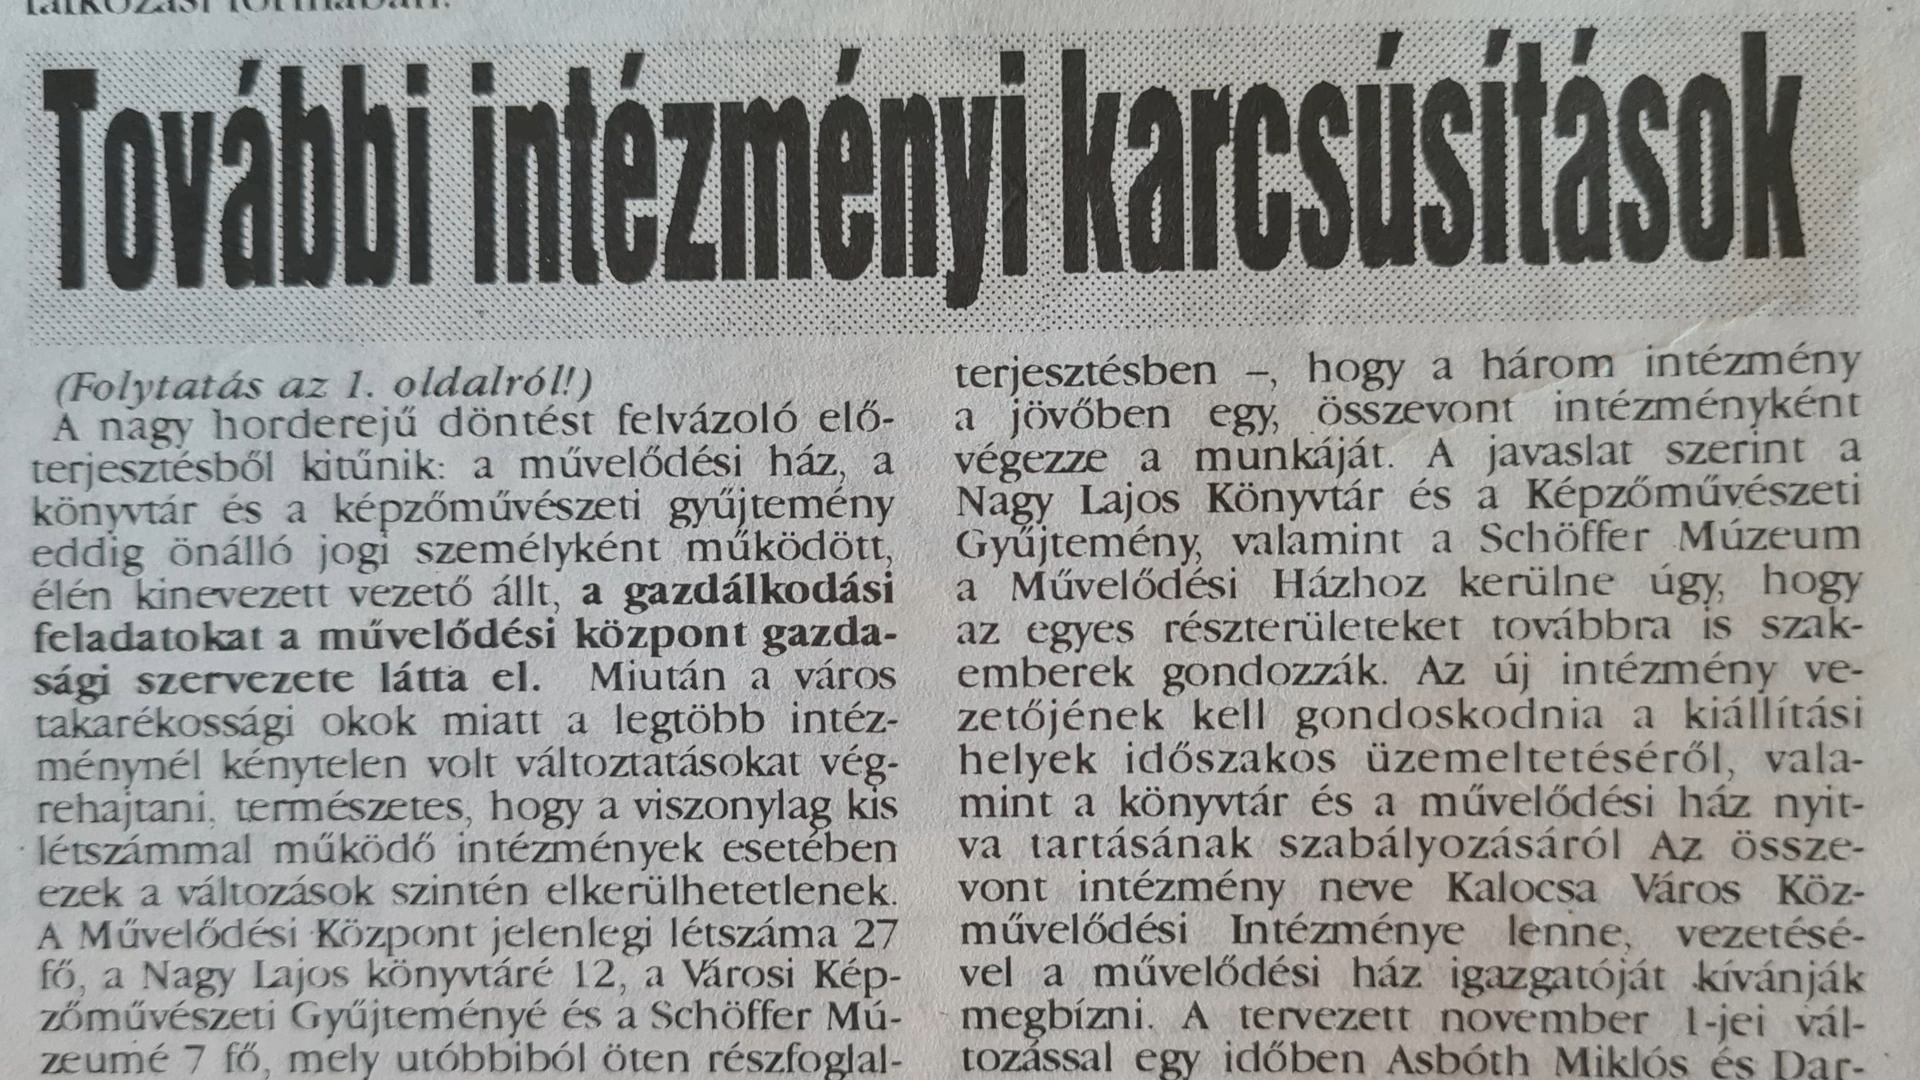 További intézményi karcsúsítások
(Folytatás az 1. oldalról!)
A nagy horderejű döntést felvázoló elő-
terjesztésből kitűnik: a művelődési ház, a
könyvtár és a képzőművészeti gyűjtemény
eddig önálló jogi személyként működött,
élén kinevezett vezető állt, a gazdálkodási
feladatokat a művelődési központ gazda-
sági szervezete látta el. Miután a város
takarékossági okok miatt a legtöbb intéz-
ménynél kénytelen volt változtatásokat vég-
rehajtani, természetes, hogy a viszonylag kis
létszámmal működő intézmények esetében
ezek a változások szintén elkerülhetetlenek.
A Művelődési Központ jelenlegi létszáma 27
fő, a Nagy Lajos könyvtáré 12, a Városi Kép-
zőművészeti Gyűjteményé és a Schöffer Mú-
zeumé 7 fő, mely utóbbiból öten részfoglal-
terjesztésben –, hogy a három intézmény
a jövőben egy, összevont intézményként
végezze a munkáját. A javaslat szerint a
Nagy Lajos Könyvtár és a Képzőművészeti
Gyűjtemény, valamint a Schöffer Múzeum
a Művelődési Házhoz kerülne úgy, hogy
az egyes részterületeket továbbra is szak-
emberek gondozzák. Az új intézmény ve-
zetőjének kell gondoskodnia a kiállítási
helyek időszakos üzemeltetéséről, vala-
mint a könyvtár és a művelődési ház nyit-
va tartásának szabályozásáról Az össze-
vont intézmény neve Kalocsa Város Köz-
művelődési Intézménye lenne, vezetésé-
vel a művelődési ház igazgatóját kívánják
megbízni. A tervezett november 1-jei vál-
tozással egy időben Asbóth Miklós és Dar-